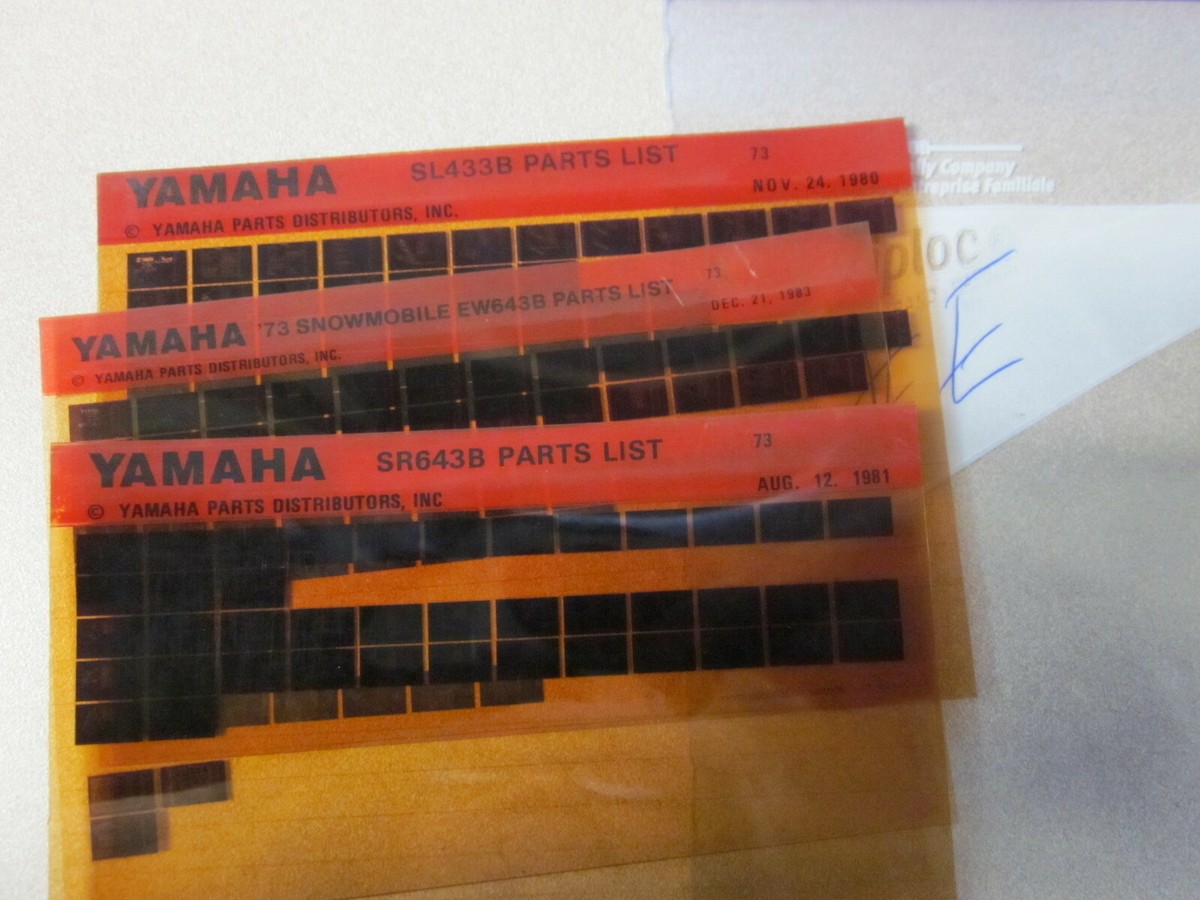 YAMAHA SL433B PARTS LIST 73
© YAMAHA PARTS DISTRIBUTORS, INC. NOV. 24. 1980
YAMAHA '73 SNOWMOBILE EW643B PARTS LIST 73
© YAMAHA PARTS DISTRIBUTORS, INC. DEC. 21, 1983
YAMAHA SR643B PARTS LIST 73
© YAMAHA PARTS DISTRIBUTORS, INC AUG. 12. 1981
Company
Familiale
E